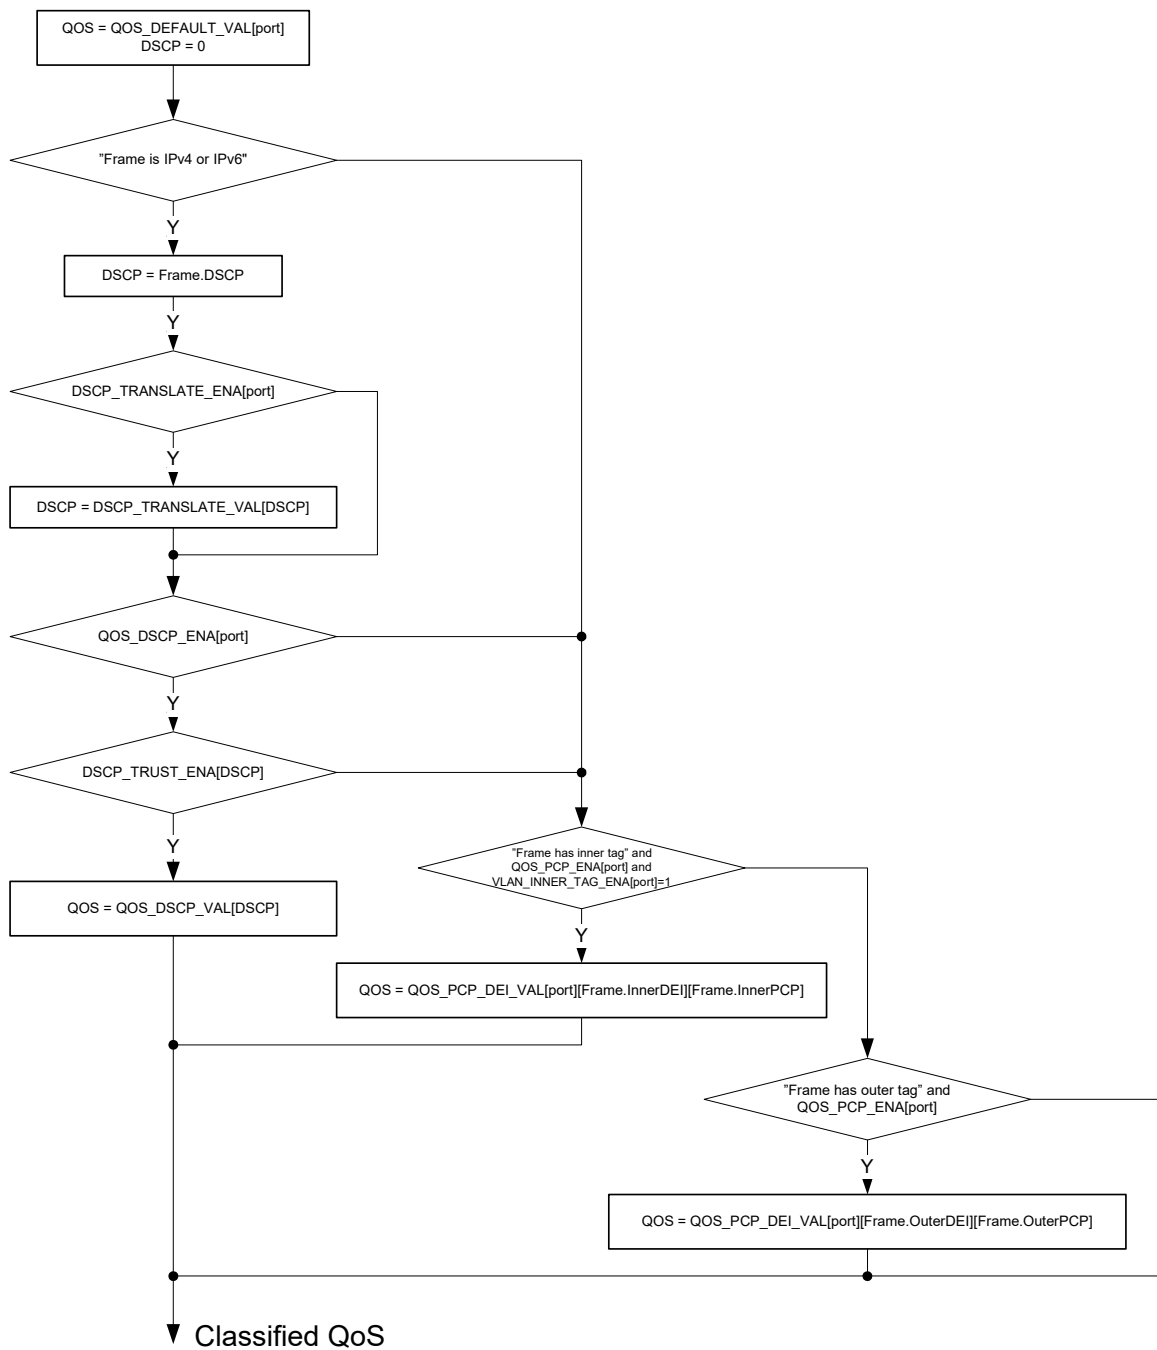 QOS = QOS_DEFAULT_VAL[port]
DSCP = 0
"Frame is IPv4 or IPv6"
Y
DSCP = Frame.DSCP
Y
DSCP_TRANSLATE_ENA[port]
Y
DSCP = DSCP_TRANSLATE_VAL[DSCP]
QOS_DSCP_ENA[port]
Y
DSCP_TRUST_ENA[DSCP]
Y
QOS = QOS_DSCP_VAL[DSCP]
"Frame has inner tag" and
QOS_PCP_ENA[port] and
VLAN_INNER_TAG_ENA[port]=1
Y
QOS = QOS_PCP_DEI_VAL[port][Frame.InnerDEI][Frame.InnerPCP]
"Frame has outer tag" and
QOS_PCP_ENA[port]
Y
QOS = QOS_PCP_DEI_VAL[port][Frame.OuterDEI][Frame.OuterPCP]
Classified QoS